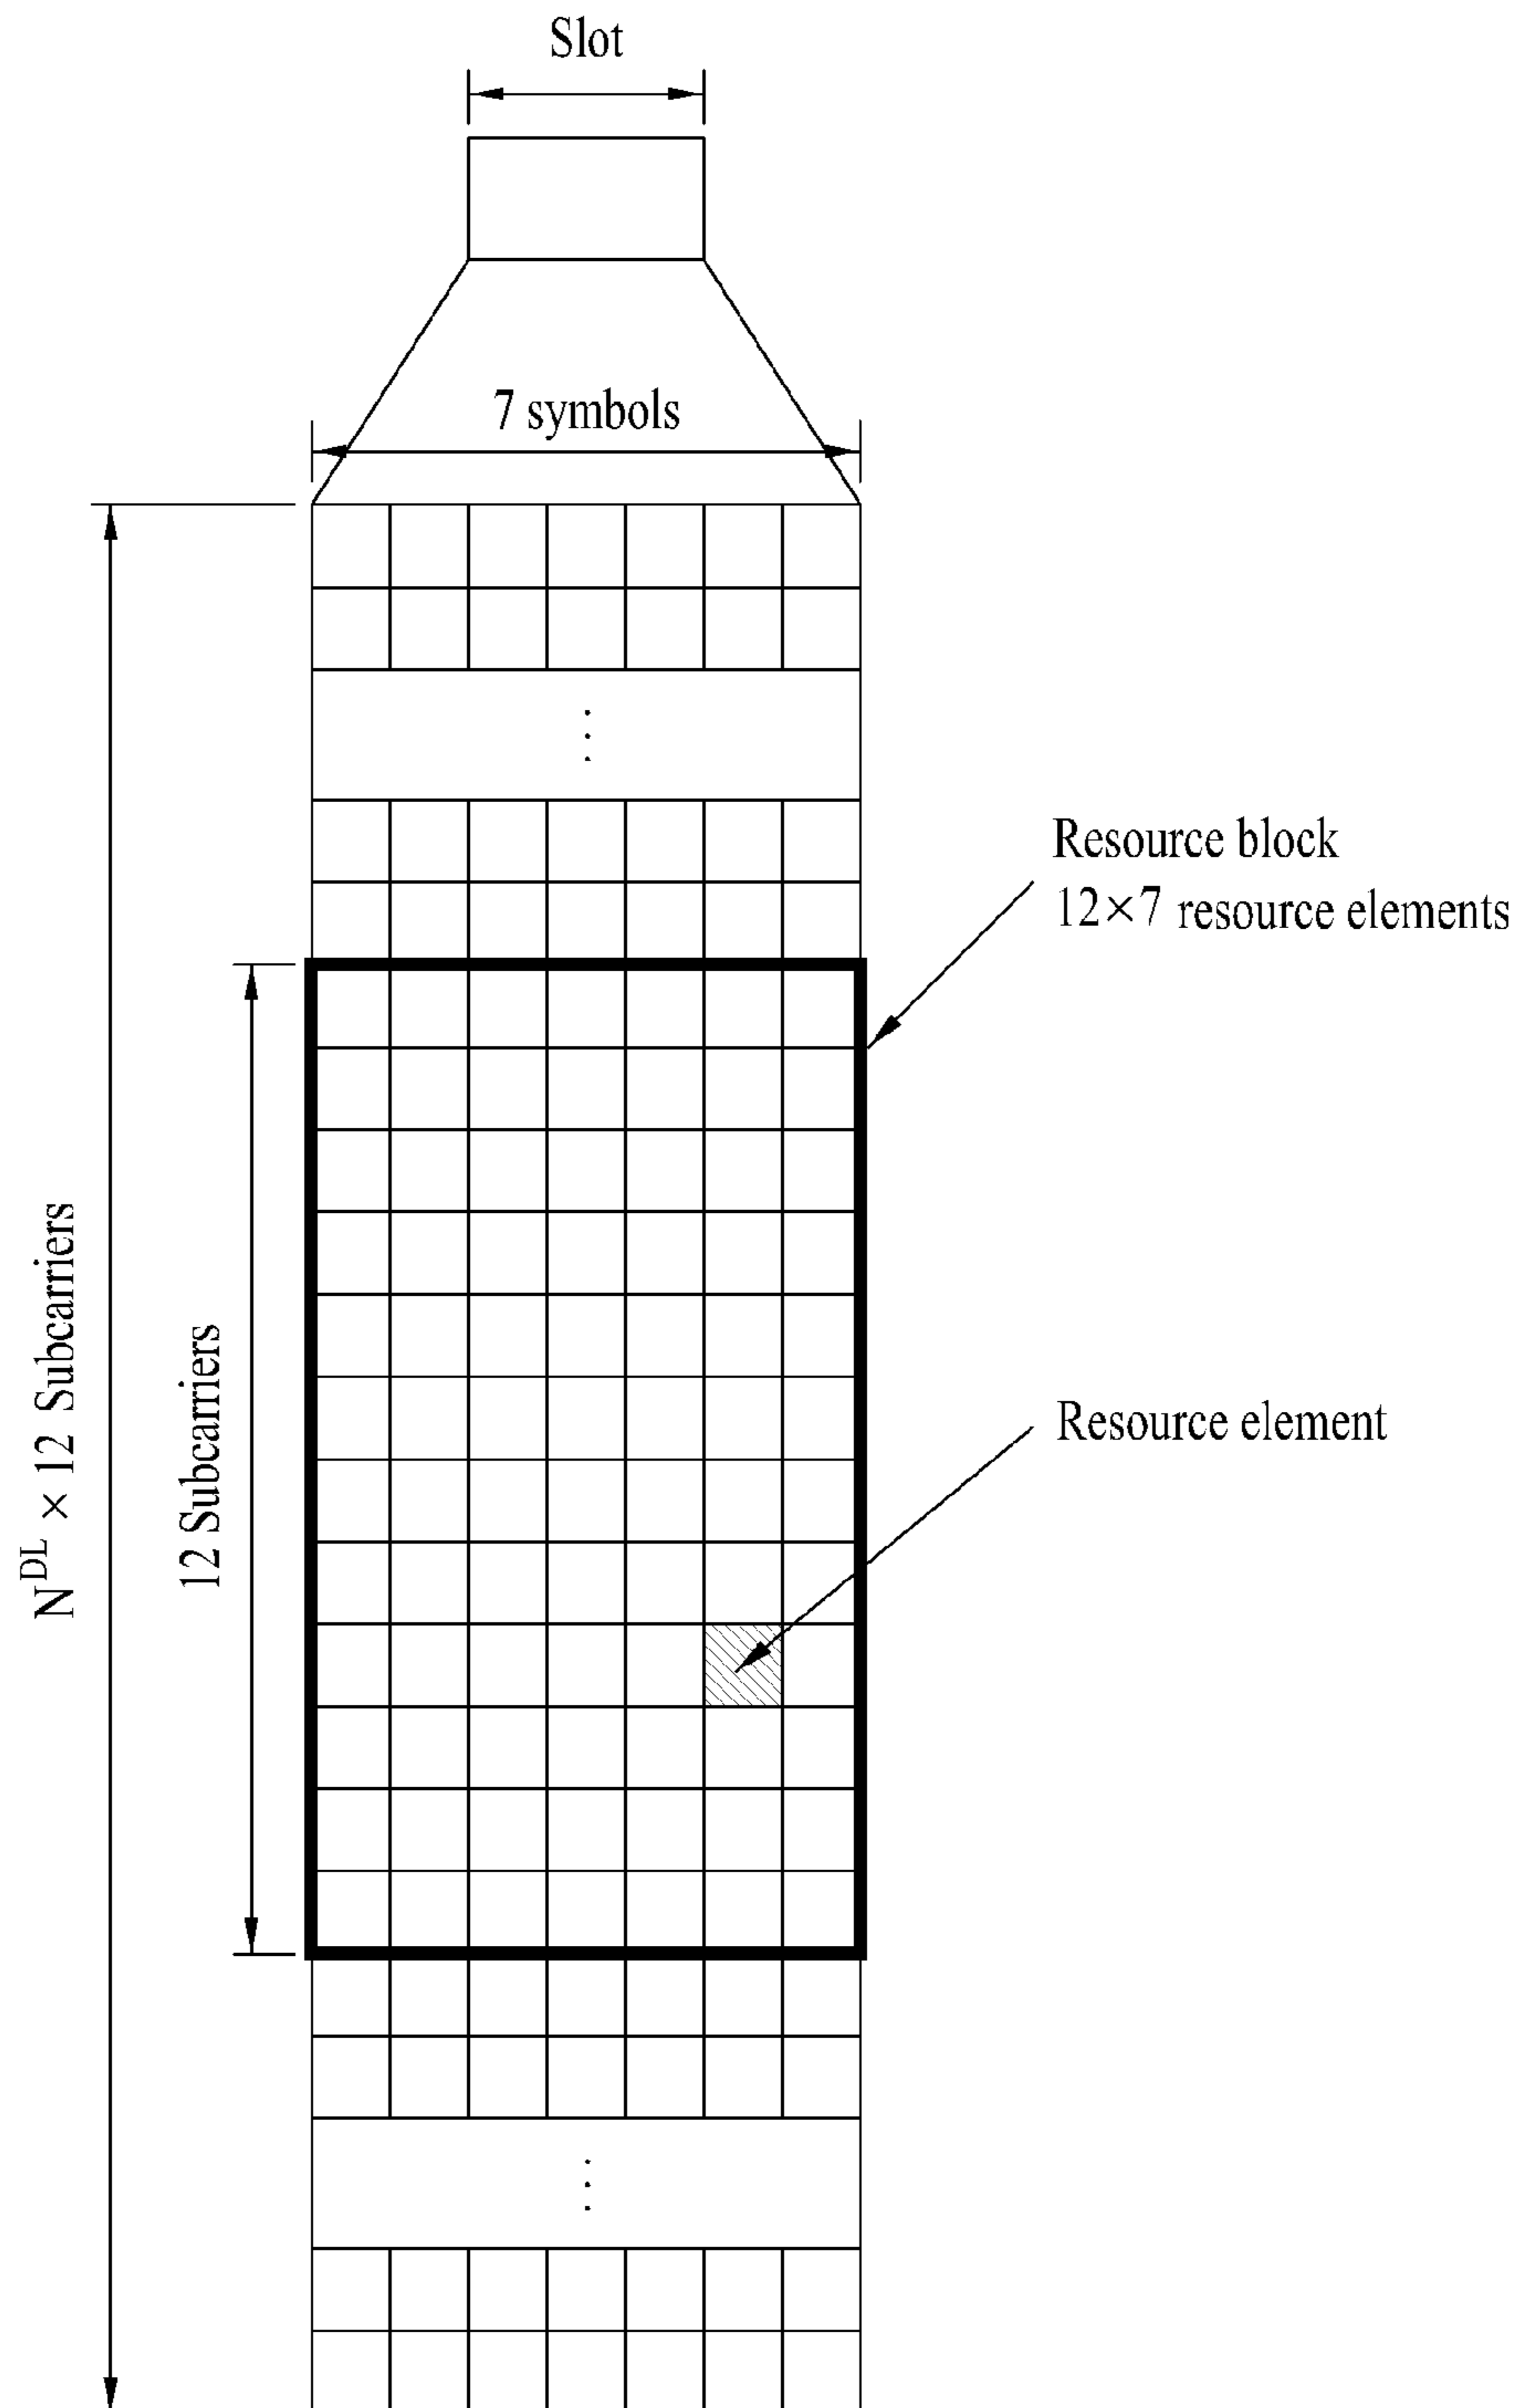 Slot
7 symbols
Resource block
12×7 resource elements
N^DL × 12 Subcarriers
12 Subcarriers
Resource element